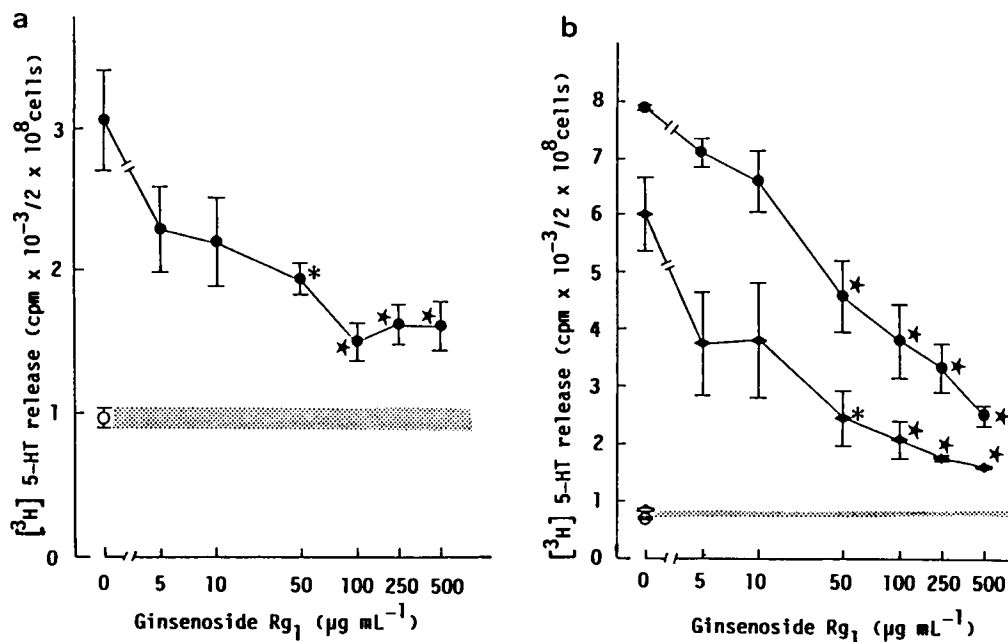 a
[³H] 5-HT release (cpm x 10⁻³/2 x 10⁸cells)
3
2
1
0
0 5 10 50 100 250 500
Ginsenoside Rg₁ (µg mL⁻¹)
* ★ ★ ★
b
[³H] 5-HT release (cpm x 10⁻³/2 x 10⁸cells)
8
7
6
5
4
3
2
1
0
0 5 10 50 100 250 500
Ginsenoside Rg₁ (µg mL⁻¹)
★ ★ ★ ★
* ★ ★ ★